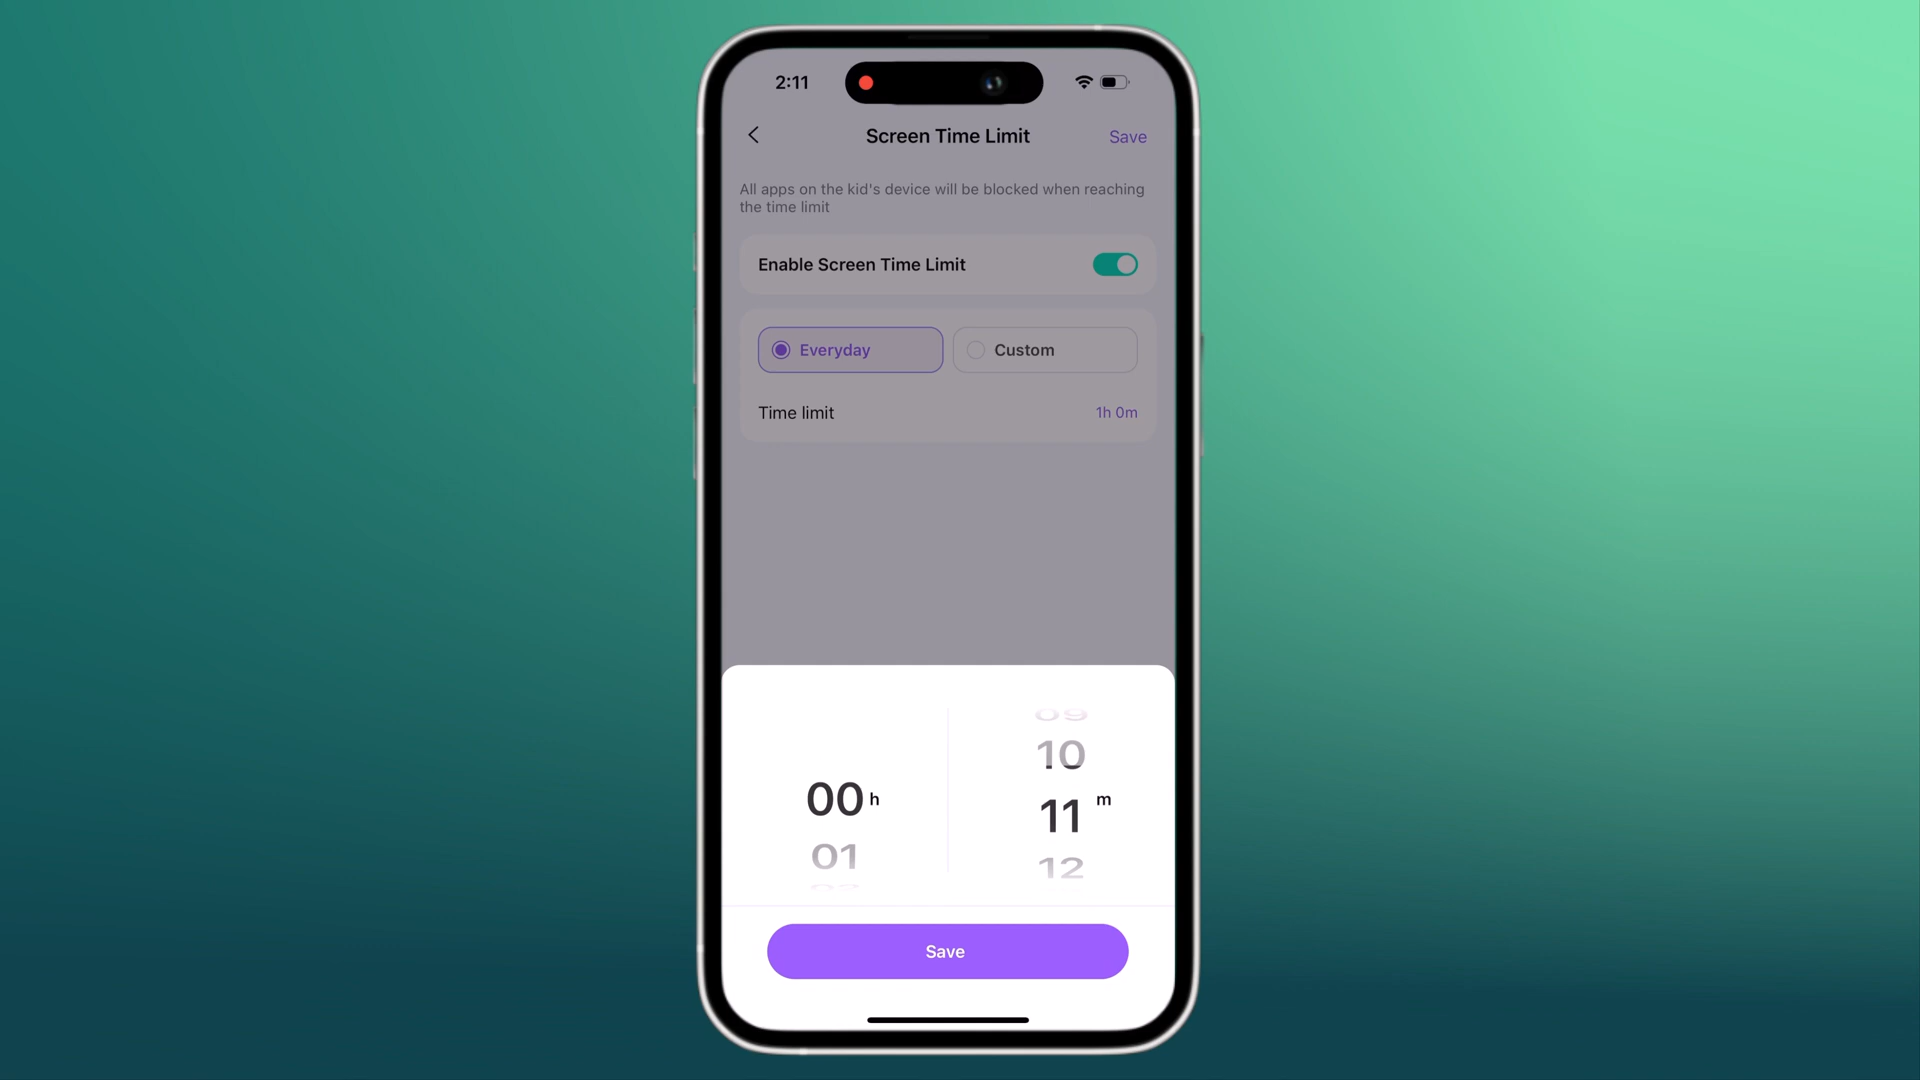 2:11
Screen Time Limit
Save
All apps on the kid's device will be blocked when reaching
the time limit
Enable Screen Time Limit
Everyday
Custom
Time limit
1h 0m
09
10
00 h
11 m
01
12
Save